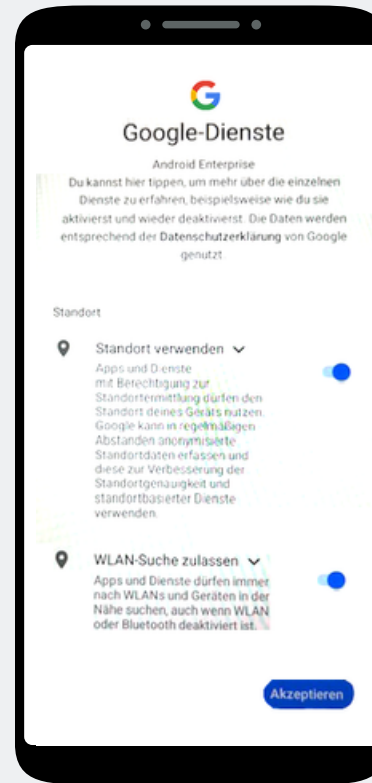 Google-Dienste
Android Enterprise
Du kannst hier tippen, um mehr über die einzelnen
Dienste zu erfahren, beispielsweise wie du sie
aktivierst und wieder deaktivierst. Die Daten werden
entsprechend der Datenschutzerklärung von Google
genutzt.
Standort
Standort verwenden
Apps und Dienste
mit Berechtigung zur
Standortermittlung dürfen den
Standort deines Geräts nutzen.
Google kann in regelmäßigen
Abständen anonymisierte
Standortdaten erfassen und
diese zur Verbesserung der
Standortgenauigkeit und
standortbasierter Dienste
verwenden.
WLAN-Suche zulassen
Apps und Dienste dürfen immer
nach WLANs und Geräten in der
Nähe suchen, auch wenn WLAN
oder Bluetooth deaktiviert ist.
Akzeptieren